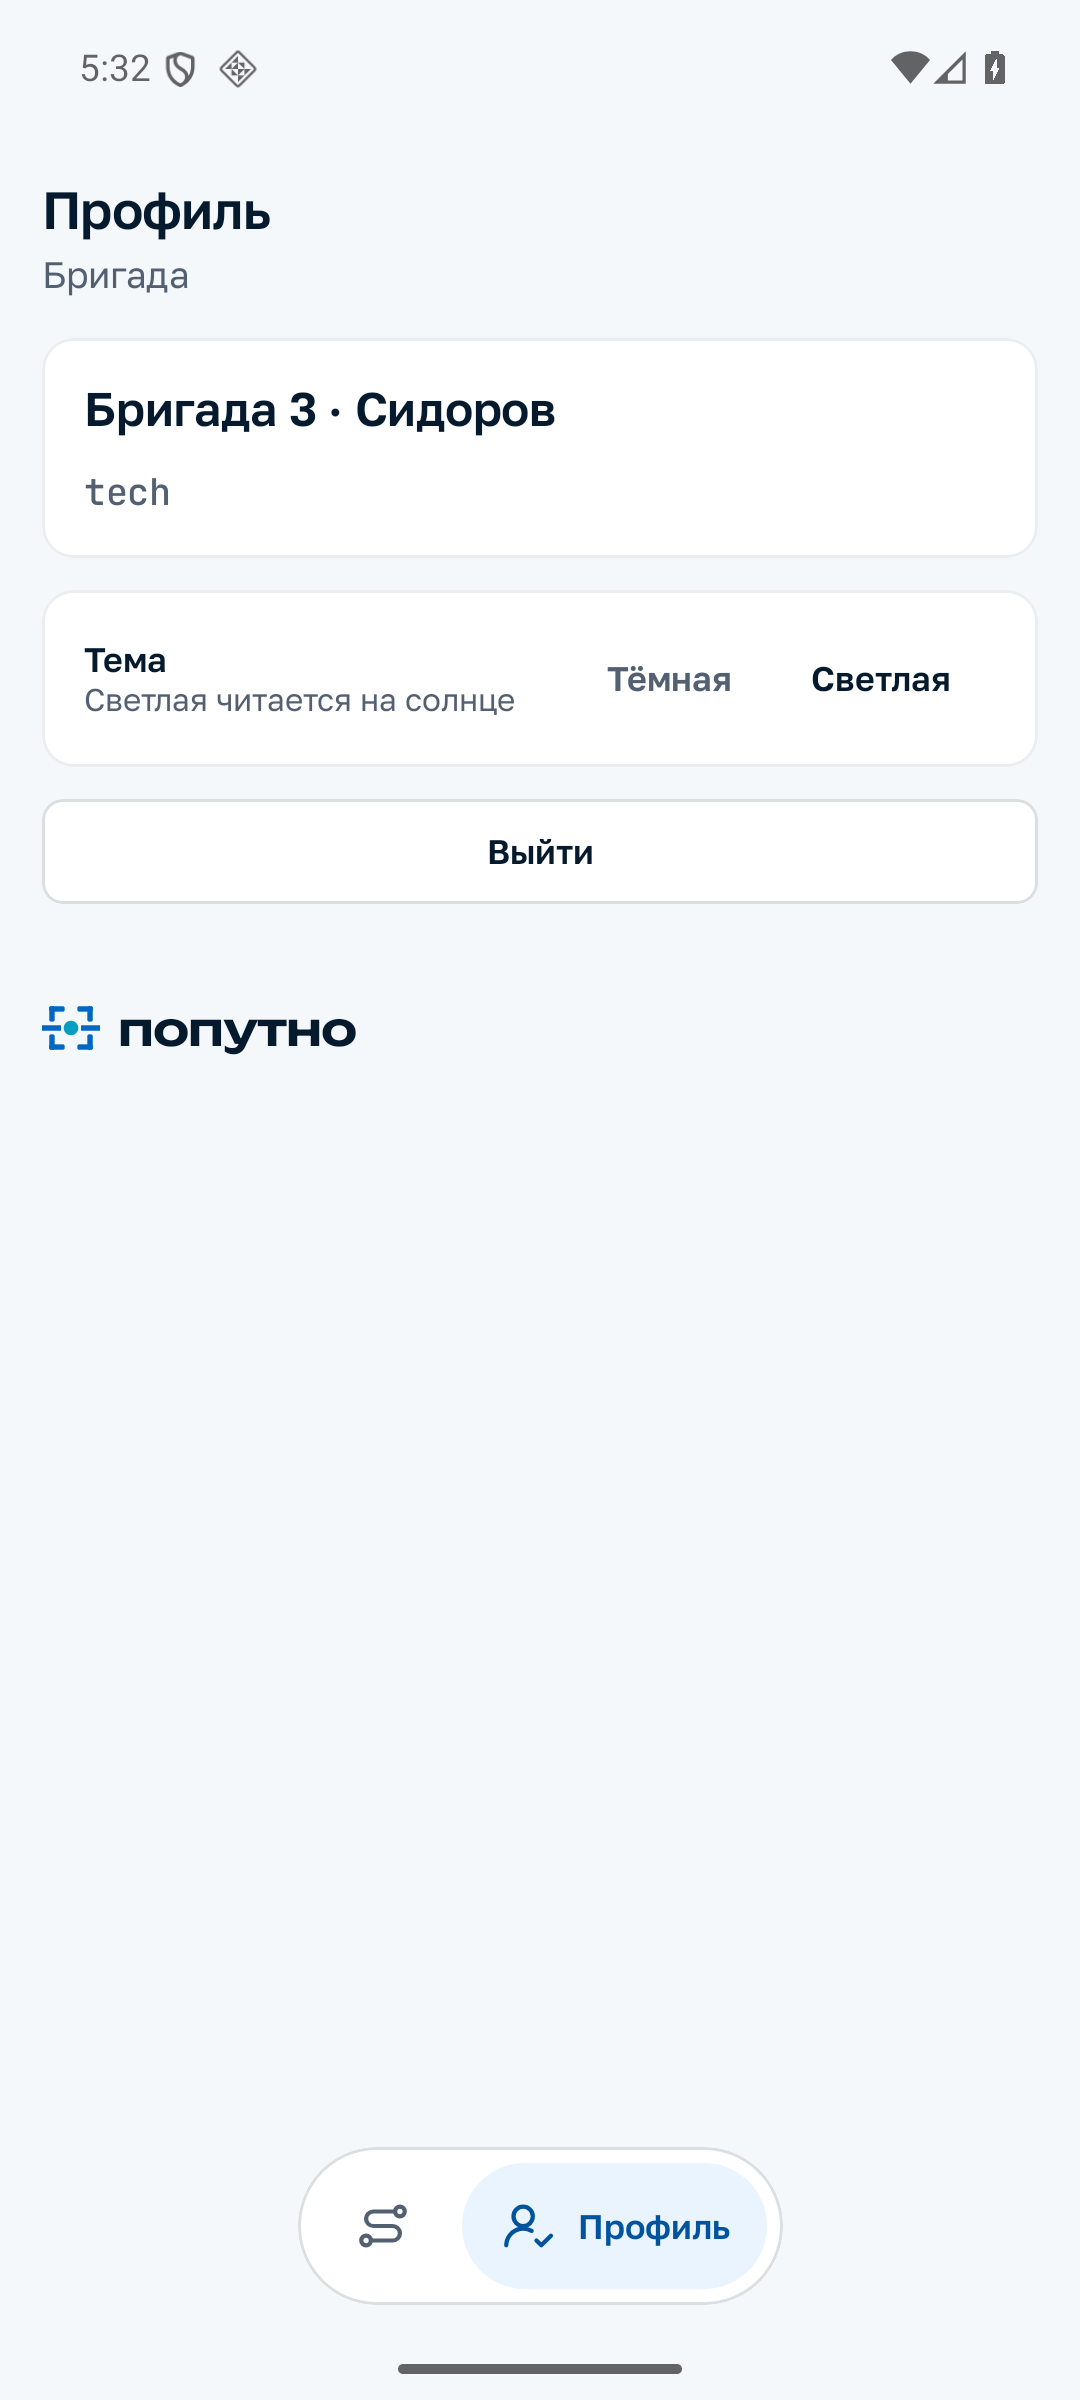 5:32
Профиль
Бригада
Бригада 3 · Сидоров
tech
Тема
Светлая читается на солнце
Тёмная
Светлая
Выйти
попутно
Профиль